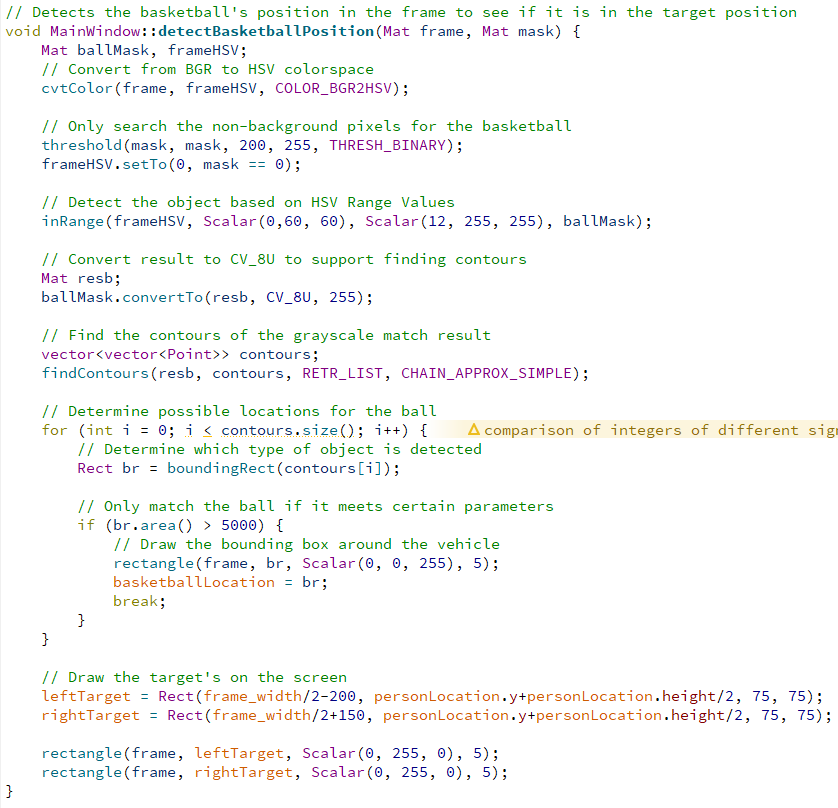 // Detects the basketball's position in the frame to see if it is in the target position
void MainWindow::detectBasketballPosition(Mat frame, Mat mask) {
    Mat ballMask, frameHSV;
    // Convert from BGR to HSV colorspace
    cvtColor(frame, frameHSV, COLOR_BGR2HSV);

    // Only search the non-background pixels for the basketball
    threshold(mask, mask, 200, 255, THRESH_BINARY);
    frameHSV.setTo(0, mask == 0);

    // Detect the object based on HSV Range Values
    inRange(frameHSV, Scalar(0,60, 60), Scalar(12, 255, 255), ballMask);

    // Convert result to CV_8U to support finding contours
    Mat resb;
    ballMask.convertTo(resb, CV_8U, 255);

    // Find the contours of the grayscale match result
    vector<vector<Point>> contours;
    findContours(resb, contours, RETR_LIST, CHAIN_APPROX_SIMPLE);

    // Determine possible locations for the ball
    for (int i = 0; i < contours.size(); i++) {    comparison of integers of different
        // Determine which type of object is detected
        Rect br = boundingRect(contours[i]);

        // Only match the ball if it meets certain parameters
        if (br.area() > 5000) {
            // Draw the bounding box around the vehicle
            rectangle(frame, br, Scalar(0, 0, 255), 5);
            basketballLocation = br;
            break;
        }
    }

    // Draw the target's on the screen
    leftTarget = Rect(frame_width/2-200, personLocation.y+personLocation.height/2, 75, 75);
    rightTarget = Rect(frame_width/2+150, personLocation.y+personLocation.height/2, 75, 75);

    rectangle(frame, leftTarget, Scalar(0, 255, 0), 5);
    rectangle(frame, rightTarget, Scalar(0, 255, 0), 5);
}